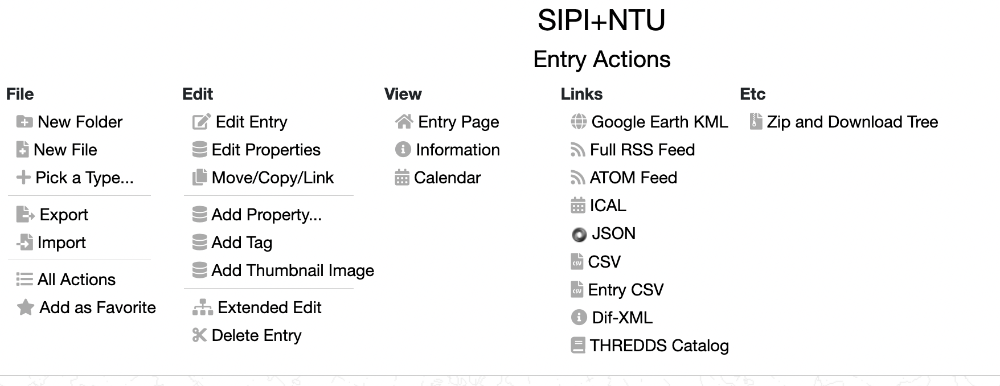 SIPI+NTU
Entry Actions
File
New Folder
New File
Pick a Type...
Export
Import
All Actions
Add as Favorite
Edit
Edit Entry
Edit Properties
Move/Copy/Link
Add Property...
Add Tag
Add Thumbnail Image
Extended Edit
Delete Entry
View
Entry Page
Information
Calendar
Links
Google Earth KML
Full RSS Feed
ATOM Feed
ICAL
JSON
CSV CSV
CSV Entry CSV
Dif-XML
THREDDS Catalog
Etc
Zip and Download Tree